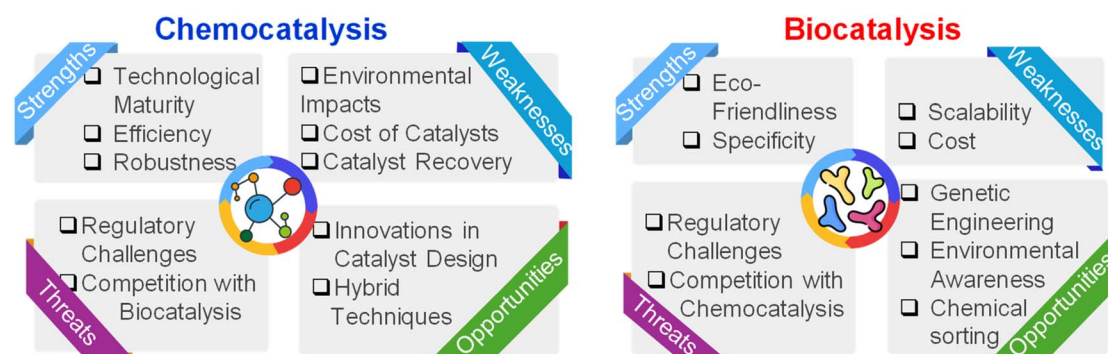 Chemocatalysis
Strengths
❑ Technological
Maturity
❑ Efficiency
❑ Robustness
Weaknesses
❑Environmental
Impacts
❑Cost of Catalysts
❑Catalyst Recovery
Threats
❑Regulatory
Challenges
❑Competition with
Biocatalysis
Opportunities
❑Innovations in
Catalyst Design
❑Hybrid
Techniques
Biocatalysis
Strengths
❑ Eco-
Friendliness
❑ Specificity
Weaknesses
❑ Scalability
❑ Cost
Threats
❑Regulatory
Challenges
❑Competition with
Chemocatalysis
Opportunities
❑ Genetic
Engineering
❑ Environmental
Awareness
❑ Chemical
sorting